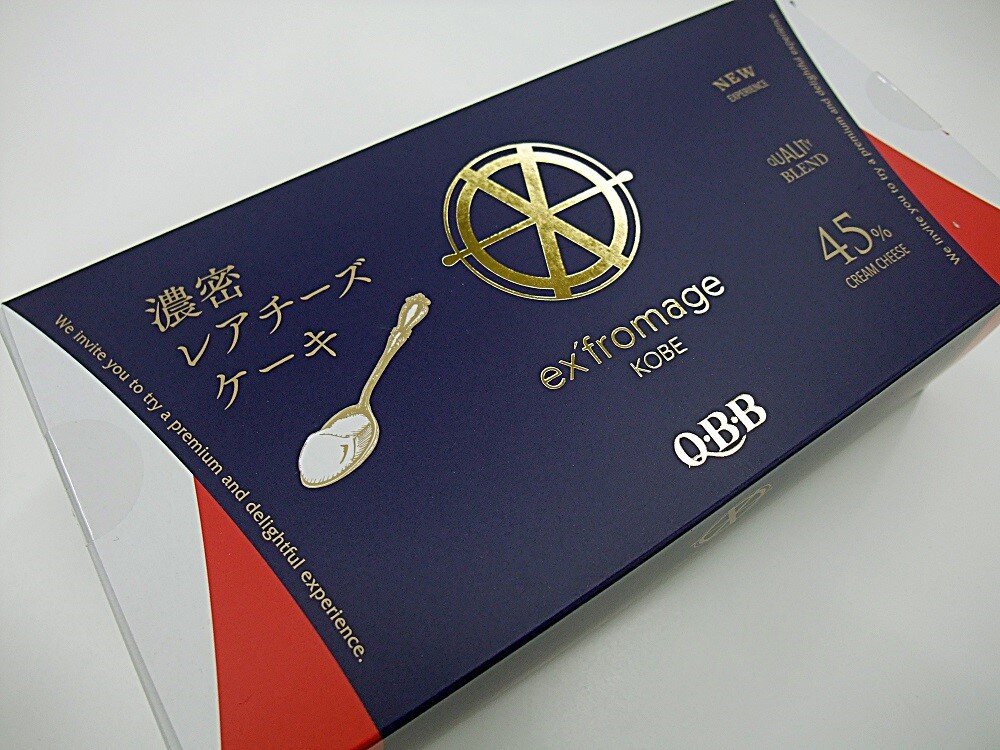 NEW
EXPERIENCE
QUALITY
BLEND
45%
CREAM CHEESE
We invite you to try a premium and delightful experience.
濃密
レアチーズ
ケーキ
ex'fromage
KOBE
Q·B·B
We invite you to try a premium and delightful experience.